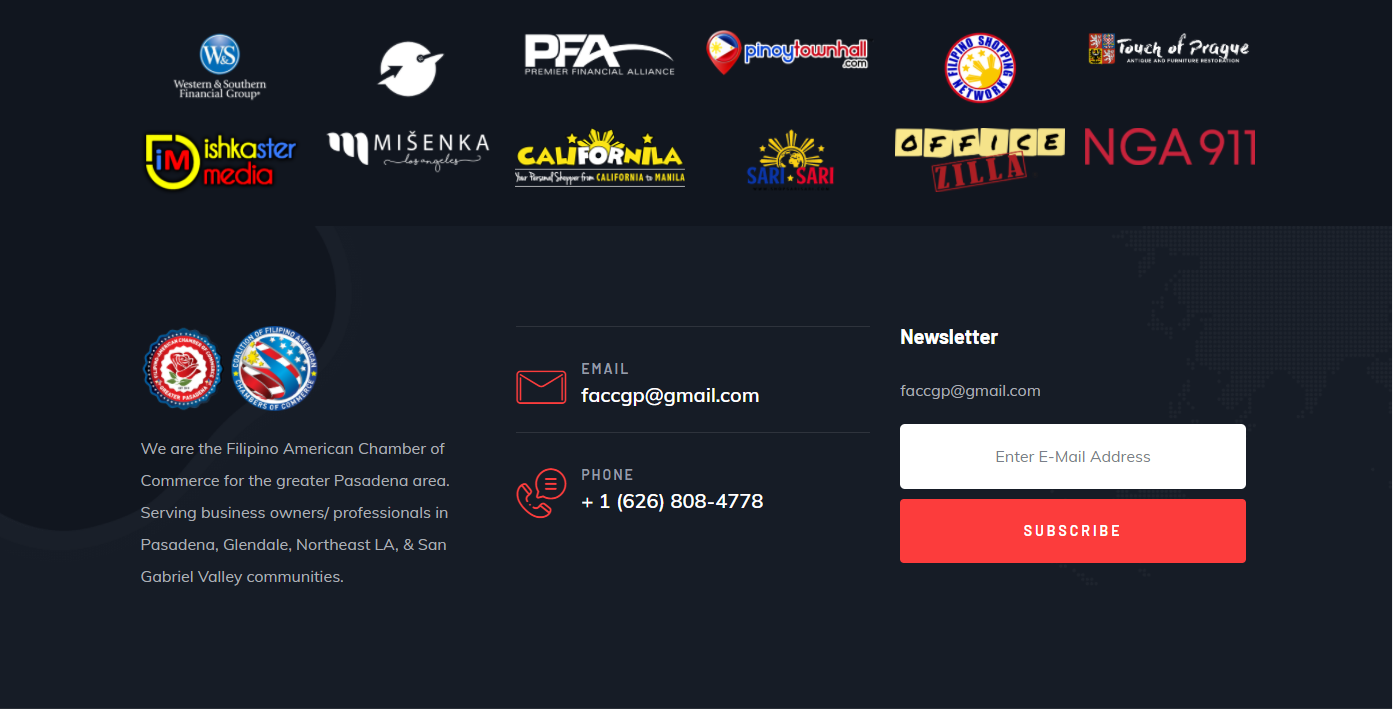 W&S
Western & Southern
Financial Group®
PFA
PREMIER FINANCIAL ALLIANCE
pinoytownhall
.com
FILIPINO SHOPPING
NETWORK
Touch of Prague
ANTIQUE AND FURNITURE RESTORATION
iM
ishkaster
media
MIŠENKA
los angeles
CALIFORNILA
Your Personal Shopper from CALIFORNIA to MANILA
SARI SARI
OFFICE
ZILLA
NGA 911
FILIPINO-AMERICAN CHAMBER OF COMMERCE
GREATER PASADENA
COALITION OF FILIPINO AMERICAN
CHAMBERS OF COMMERCE
We are the Filipino American Chamber of
Commerce for the greater Pasadena area.
Serving business owners/ professionals in
Pasadena, Glendale, Northeast LA, & San
Gabriel Valley communities.
EMAIL
faccgp@gmail.com
PHONE
+ 1 (626) 808-4778
Newsletter
faccgp@gmail.com
Enter E-Mail Address
SUBSCRIBE